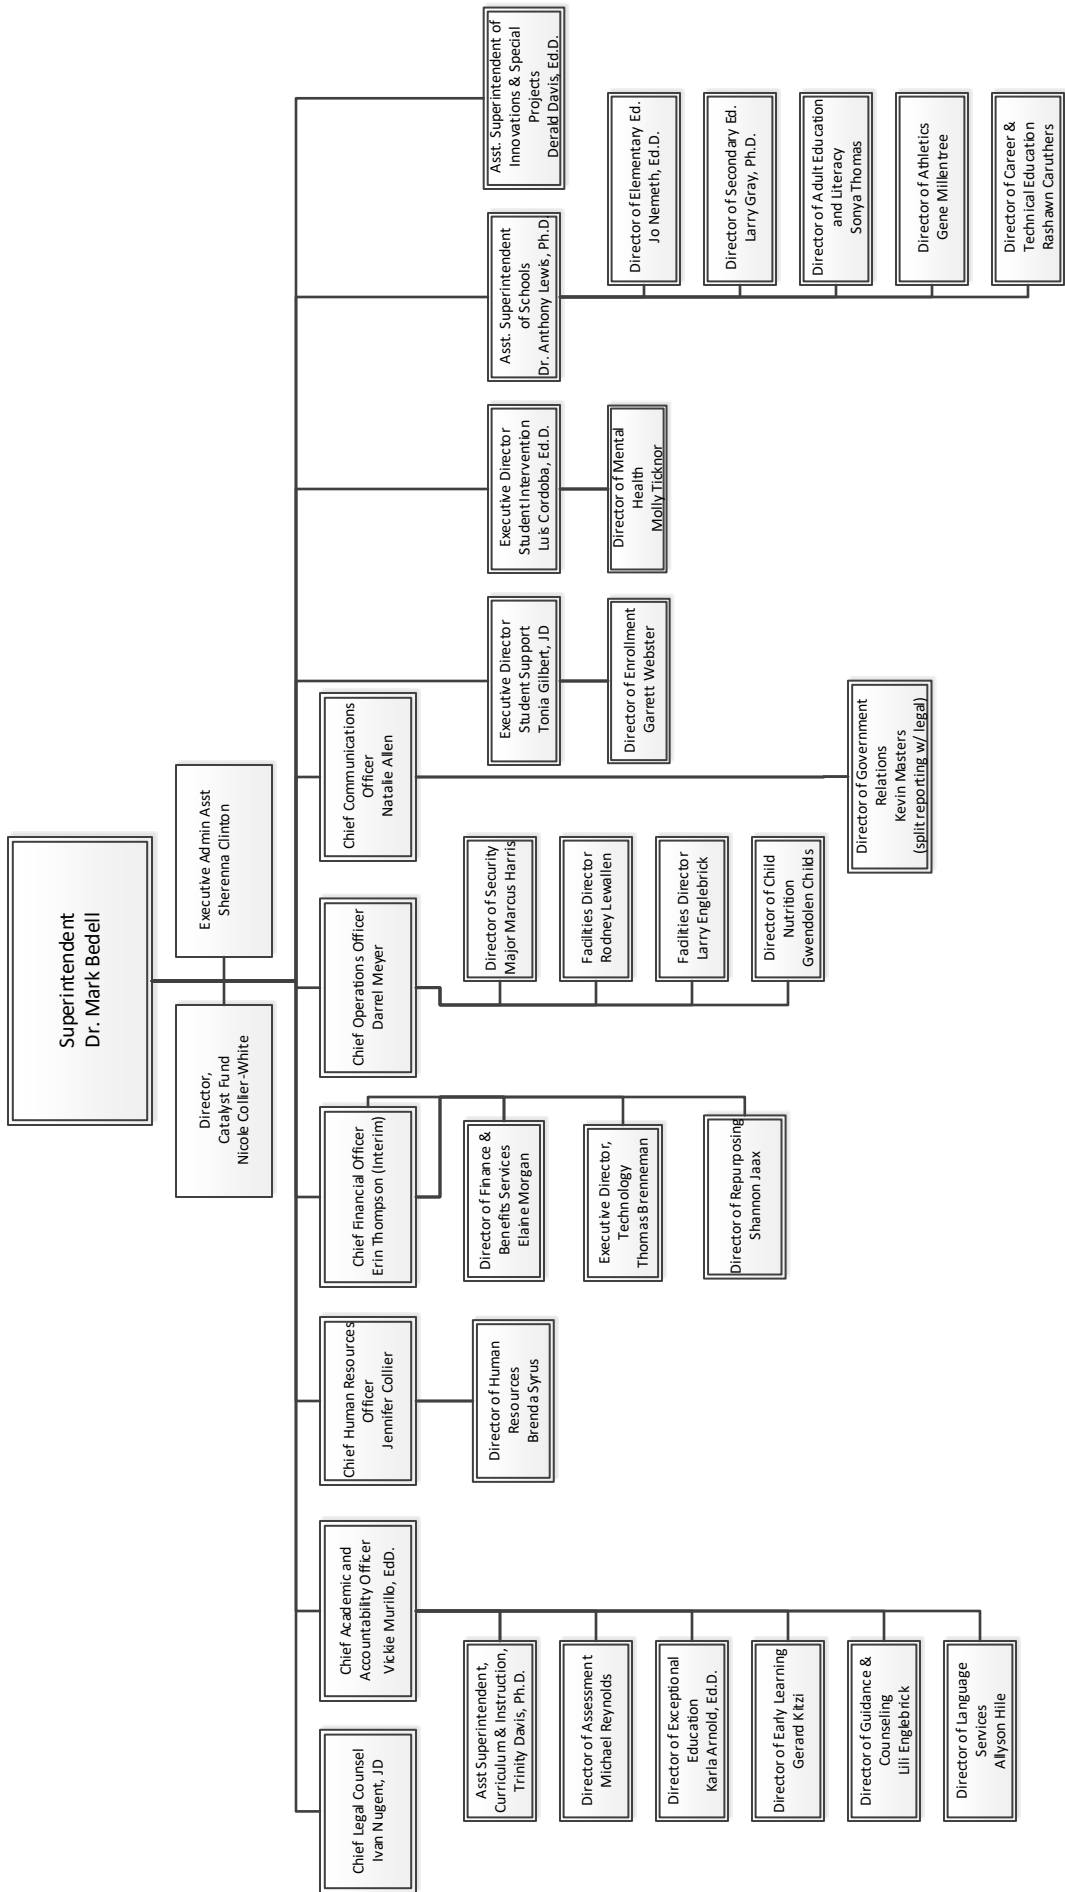 Superintendent
Dr. Mark Bedell
Director,
Catalyst Fund
Nicole Collier-White
Executive Admin Asst
Sherenna Clinton
Chief Legal Counsel
Ivan Nugent, JD
Chief Academic and
Accountability Officer
Vickie Murillo, EdD.
Asst Superintendent,
Curriculum & Instruction,
Trinity Davis, Ph.D.
Director of Assessment
Michael Reynolds
Director of Exceptional
Education
Karla Arnold, Ed.D.
Director of Early Learning
Gerard Kitzi
Director of Guidance &
Counseling
Lili Englebrick
Director of Language
Services
Allyson Hile
Chief Human Resources
Officer
Jennifer Collier
Director of Human
Resources
Brenda Syrus
Chief Financial Officer
Erin Thompson (Interim)
Director of Finance &
Benefits Services
Elaine Morgan
Executive Director,
Technology
Thomas Brenneman
Director of Repurposing
Shannon Jaax
Chief Operations Officer
Darrel Meyer
Director of Security
Major Marcus Harris
Facilities Director
Rodney Lewallen
Facilities Director
Larry Englebrick
Director of Child
Nutrition
Gwendolen Childs
Chief Communications
Officer
Natalie Allen
Director of Government
Relations
Kevin Masters
(split reporting w/ legal)
Executive Director
Student Support
Tonia Gilbert, JD
Director of Enrollment
Garrett Webster
Executive Director
Student Intervention
Luis Cordoba, Ed.D.
Director of Mental
Health
Molly Ticknor
Asst. Superintendent
of Schools
Dr. Anthony Lewis, Ph.D.
Director of Elementary Ed.
Jo Nemeth, Ed.D.
Director of Secondary Ed.
Larry Gray, Ph.D.
Director of Adult Education
and Literacy
Sonya Thomas
Director of Athletics
Gene Millentree
Director of Career &
Technical Education
Rashawn Caruthers
Asst. Superintendent of
Innovations & Special
Projects
Derald Davis, Ed.D.